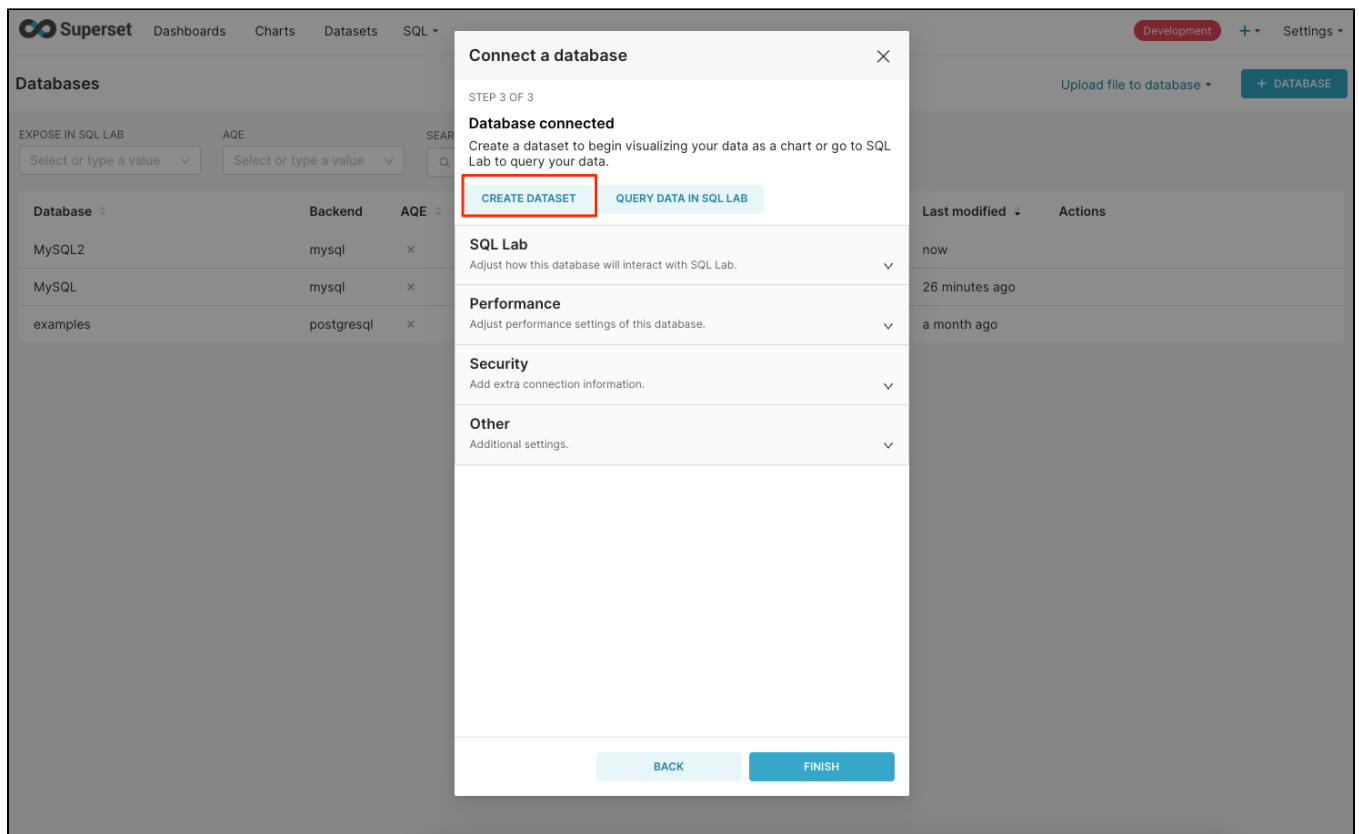 Superset Dashboards Charts Datasets SQL Development + Settings
Databases Upload file to database + DATABASE
EXPOSE IN SQL LAB AQE SEAR
Select or type a value Select or type a value
Database Backend AQE Last modified Actions
MySQL2 mysql × now
MySQL mysql × 26 minutes ago
examples postgresql × a month ago
Connect a database
STEP 3 OF 3
Database connected
Create a dataset to begin visualizing your data as a chart or go to SQL
Lab to query your data.
CREATE DATASET QUERY DATA IN SQL LAB
SQL Lab
Adjust how this database will interact with SQL Lab.
Performance
Adjust performance settings of this database.
Security
Add extra connection information.
Other
Additional settings.
BACK FINISH